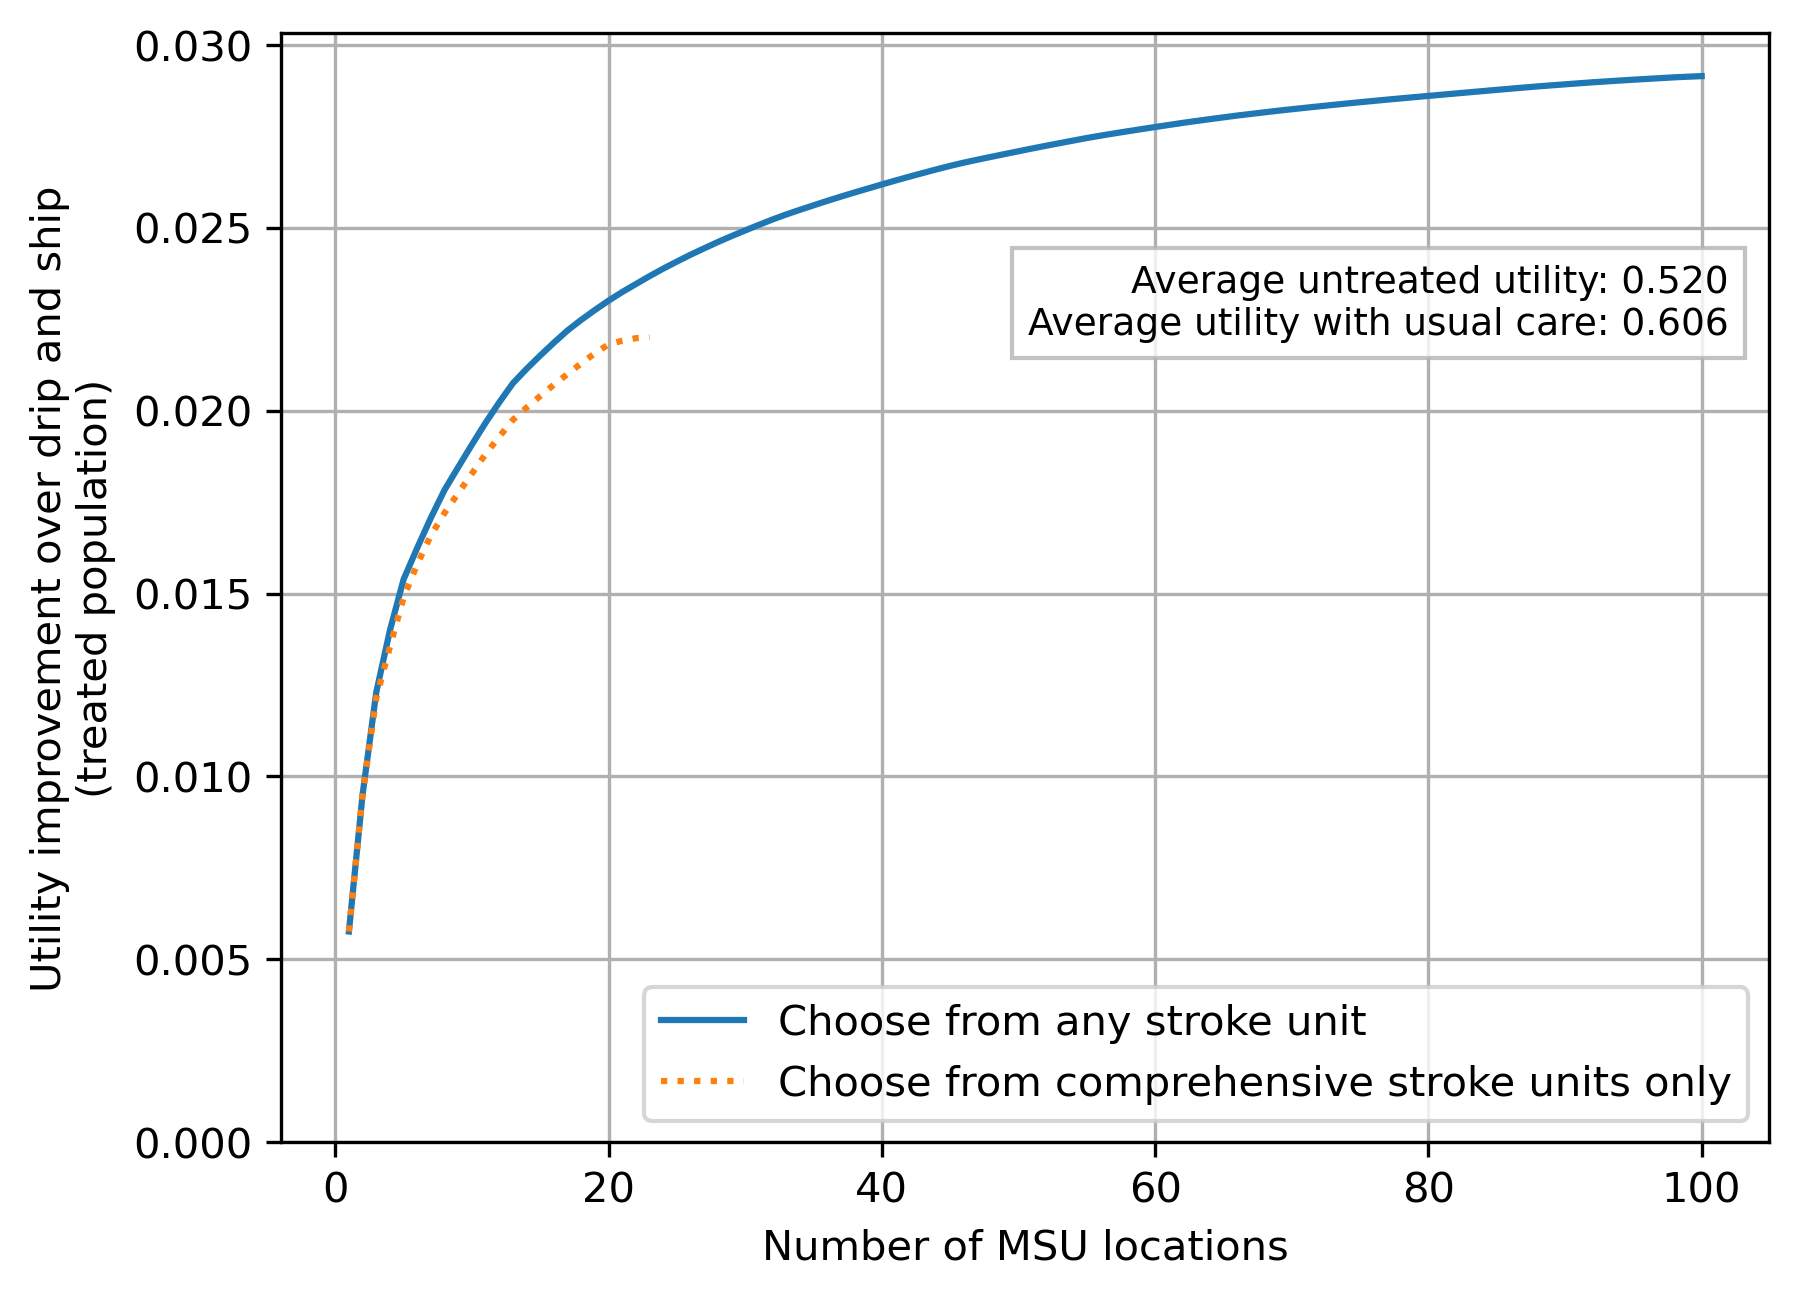 Utility improvement over drip and ship
(treated population)
0.030
0.025
0.020
0.015
0.010
0.005
0.000
Average untreated utility: 0.520
Average utility with usual care: 0.606
Choose from any stroke unit
Choose from comprehensive stroke units only
0 20 40 60 80 100
Number of MSU locations